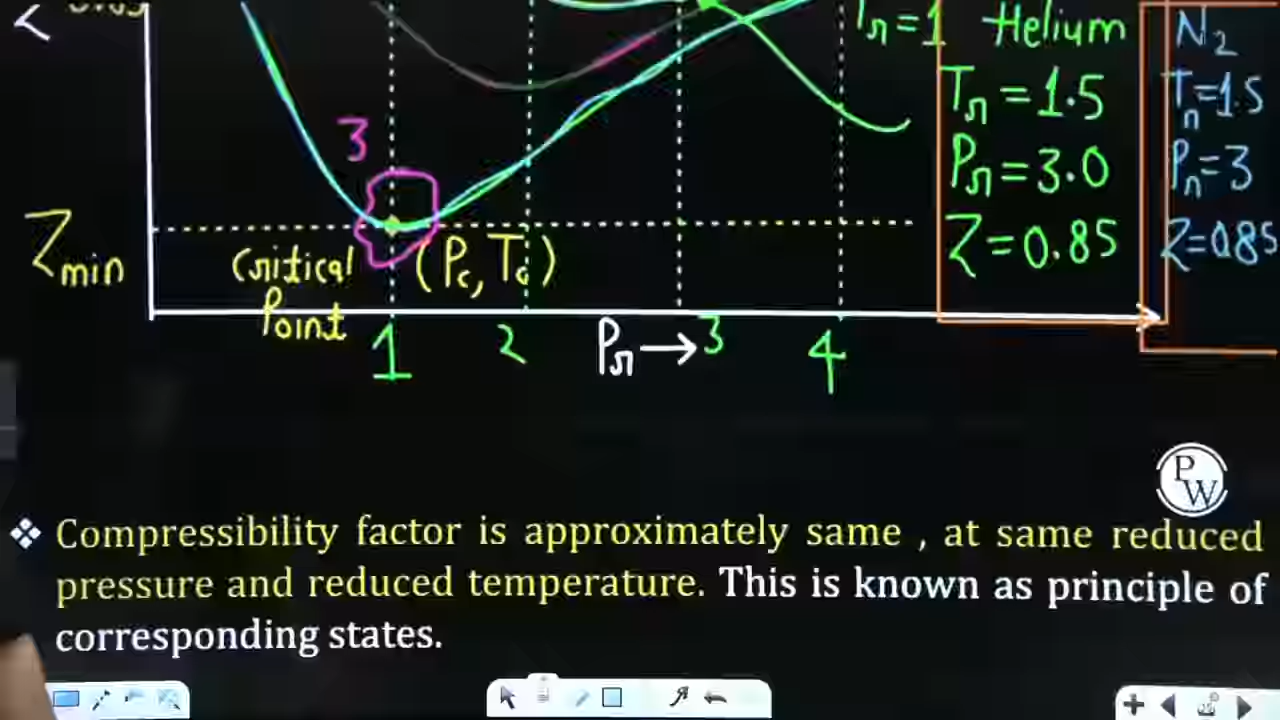 Tr=1 Helium N2
Tr=1.5 Tr=1.5
3 Pr=3.0 Pr=3
Zmin Z=0.85 Z=0.85
Critical (Pc, Tc)
Point
1 2 Pr→ 3 4
PW
❖ Compressibility factor is approximately same , at same reduced
pressure and reduced temperature. This is known as principle of
corresponding states.